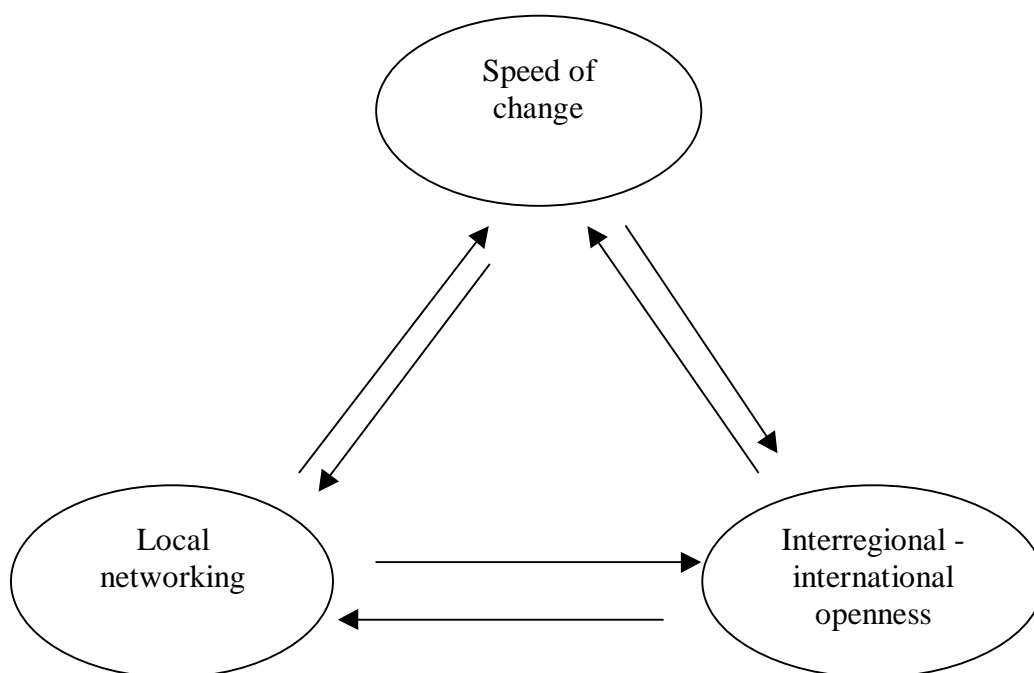 Speed of
change
Local
networking
Interregional -
international
openness